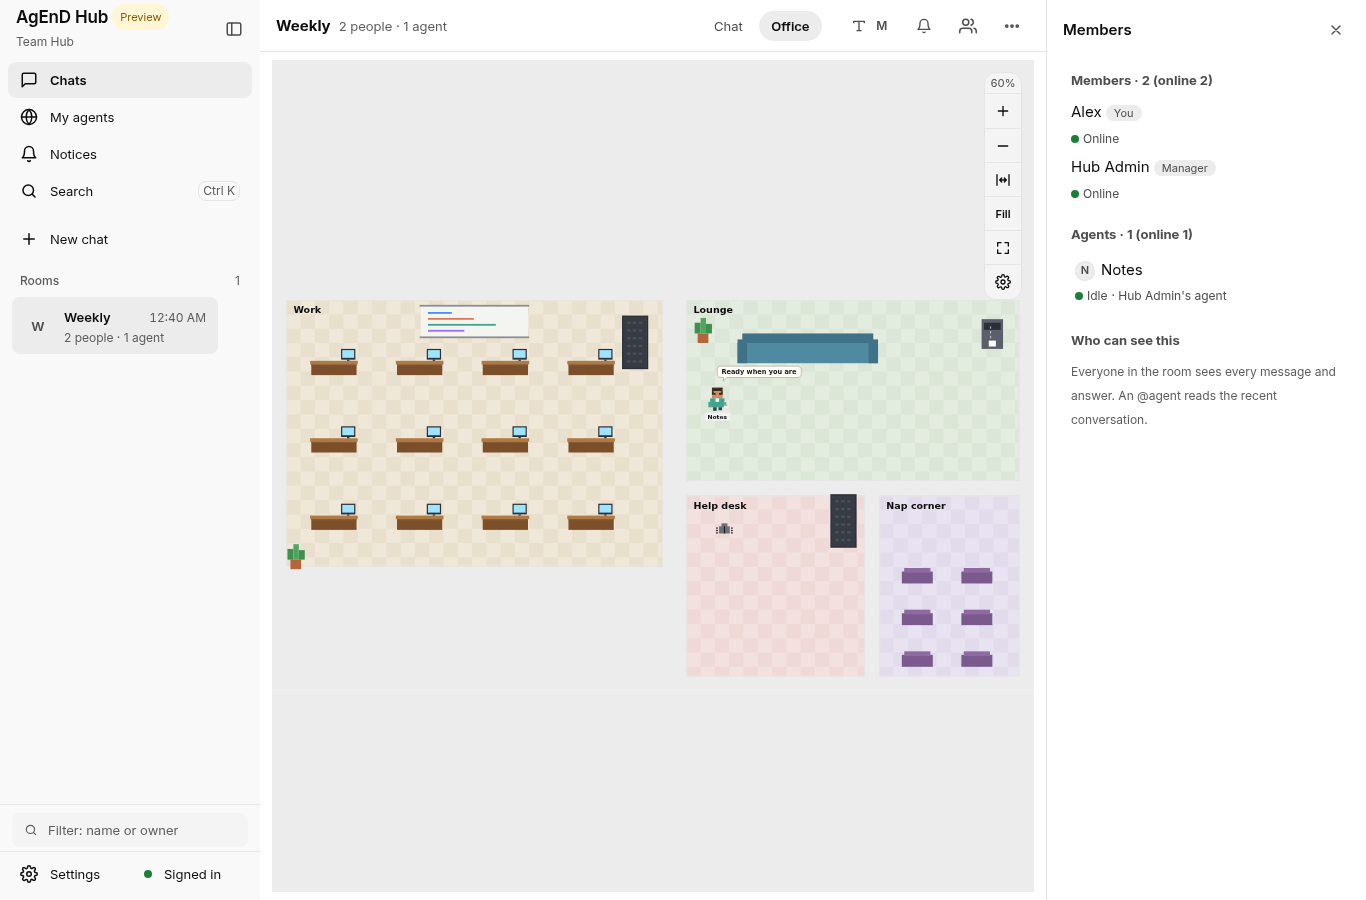 AgEnD Hub Preview
Team Hub
Chats
My agents
Notices
Search Ctrl K
New chat
Rooms 1
W Weekly 12:40 AM
2 people · 1 agent
Filter: name or owner
Settings Signed in
Weekly 2 people · 1 agent
Chat Office
M
60%
Fill
Work
Lounge
Ready when you are
Notes
Help desk
Nap corner
Members
Members · 2 (online 2)
Alex You
Online
Hub Admin Manager
Online
Agents · 1 (online 1)
N Notes
Idle · Hub Admin's agent
Who can see this
Everyone in the room sees every message and
answer. An @agent reads the recent
conversation.